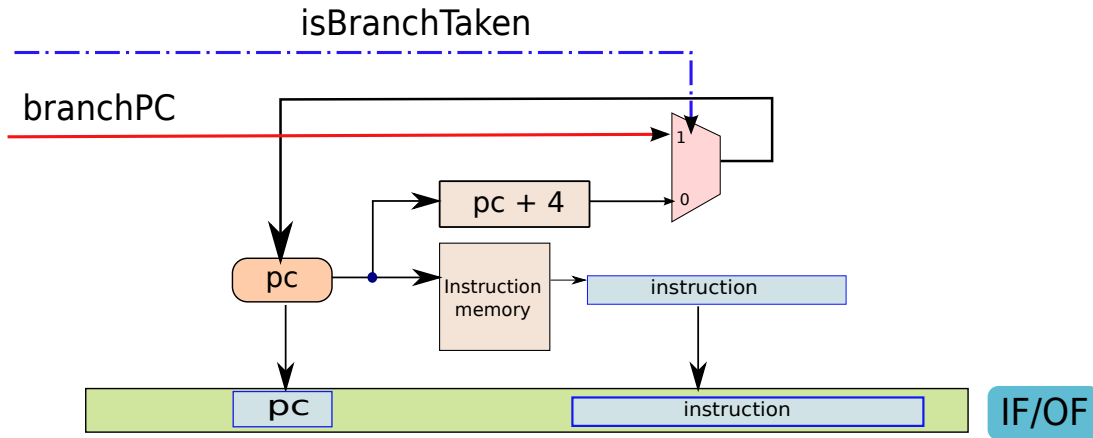 isBranchTaken
branchPC
1
pc + 4
0
pc
Instruction
memory
instruction
pc
instruction
IF/OF